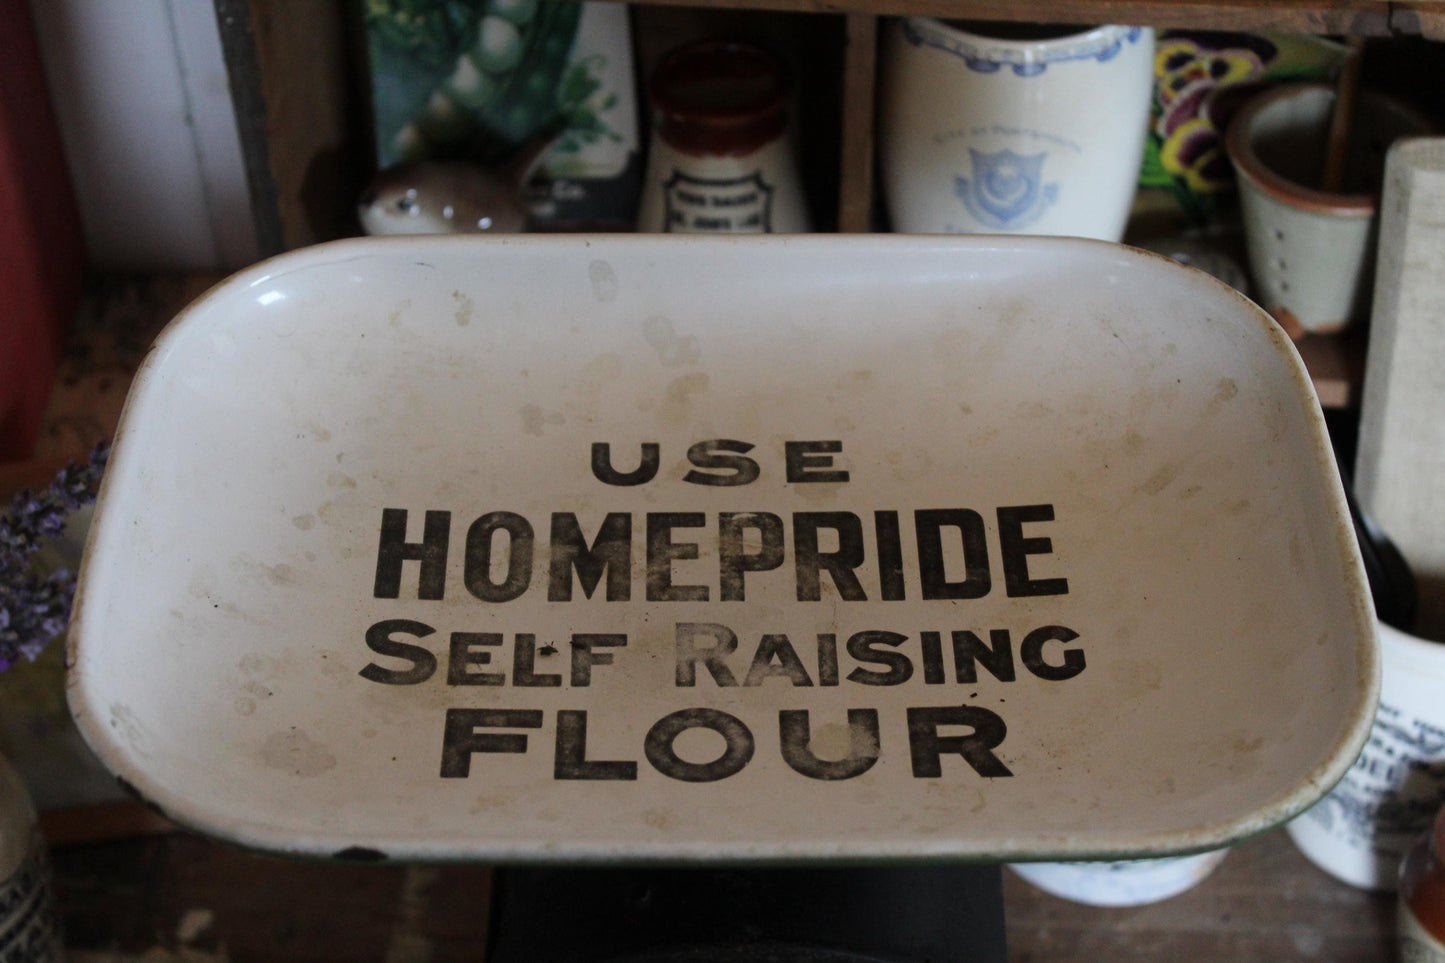 USE
HOMEPRIDE
SELF RAISING
FLOUR